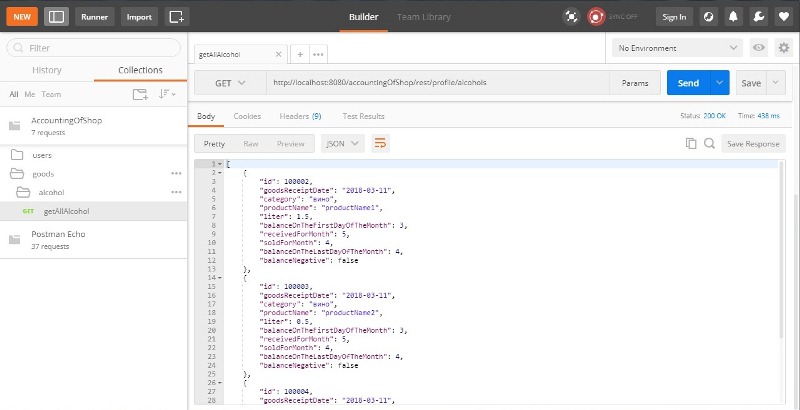 NEW Runner Import Builder Team Library SYNC OFF Sign In
Filter
History Collections
All Me Team
AccountingOfShop
7 requests
users
goods
alcohol
GET getAllAlcohol
Postman Echo
37 requests
getAllAlcohol
No Environment
GET http://localhost:8080/accountingOfShop/rest/profile/alcohols Params Send Save
Body Cookies Headers (9) Test Results Status: 200 OK Time: 438 ms
Pretty Raw Preview JSON Save Response
1 [
2 {
3 "id": 100002,
4 "goodsReceiptDate": "2018-03-11",
5 "category": "вино",
6 "productName": "productName1",
7 "liter": 1.5,
8 "balanceOnTheFirstDayOfTheMonth": 3,
9 "receivedForMonth": 5,
10 "soldForMonth": 4,
11 "balanceOnTheLastDayOfTheMonth": 4,
12 "balanceNegative": false
13 },
14 {
15 "id": 100003,
16 "goodsReceiptDate": "2018-03-11",
17 "category": "вино",
18 "productName": "productName2",
19 "liter": 0.5,
20 "balanceOnTheFirstDayOfTheMonth": 3,
21 "receivedForMonth": 5,
22 "soldForMonth": 4,
23 "balanceOnTheLastDayOfTheMonth": 4,
24 "balanceNegative": false
25 },
26 {
27 "id": 100004,
28 "goodsReceiptDate": "2018-03-11",